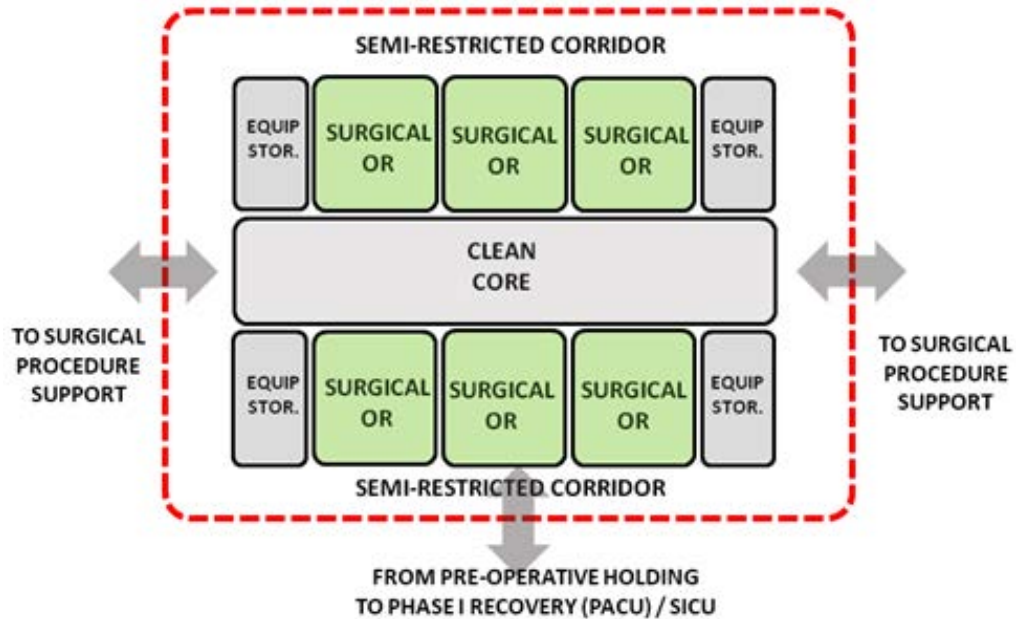 SEMI-RESTRICTED CORRIDOR
EQUIP
STOR.
SURGICAL
OR
SURGICAL
OR
SURGICAL
OR
EQUIP
STOR.
CLEAN
CORE
TO SURGICAL
PROCEDURE
SUPPORT
TO SURGICAL
PROCEDURE
SUPPORT
EQUIP
STOR.
SURGICAL
OR
SURGICAL
OR
SURGICAL
OR
EQUIP
STOR.
SEMI-RESTRICTED CORRIDOR
FROM PRE-OPERATIVE HOLDING
TO PHASE I RECOVERY (PACU) / SICU